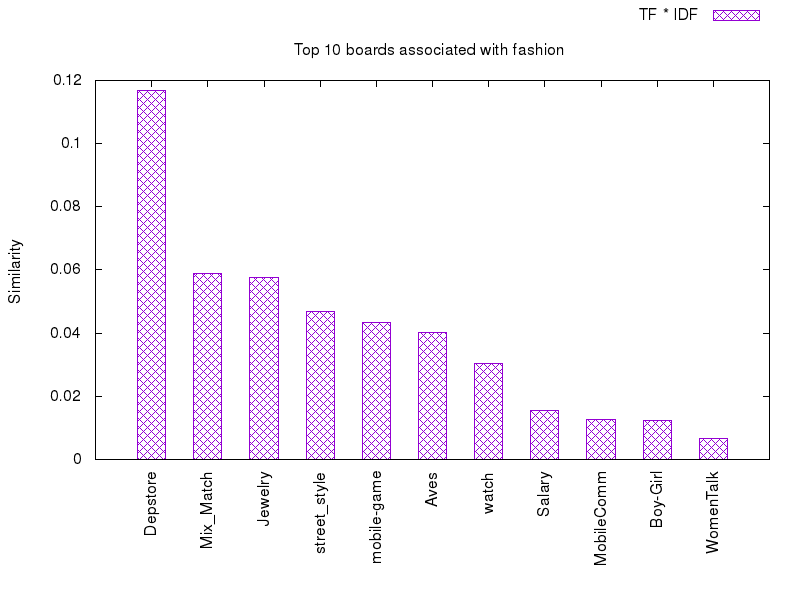 TF * IDF
Top 10 boards associated with fashion
Similarity
0.12
0.1
0.08
0.06
0.04
0.02
0
Depstore
Mix_Match
Jewelry
street_style
mobile-game
Aves
watch
Salary
MobileComm
Boy-Girl
WomenTalk